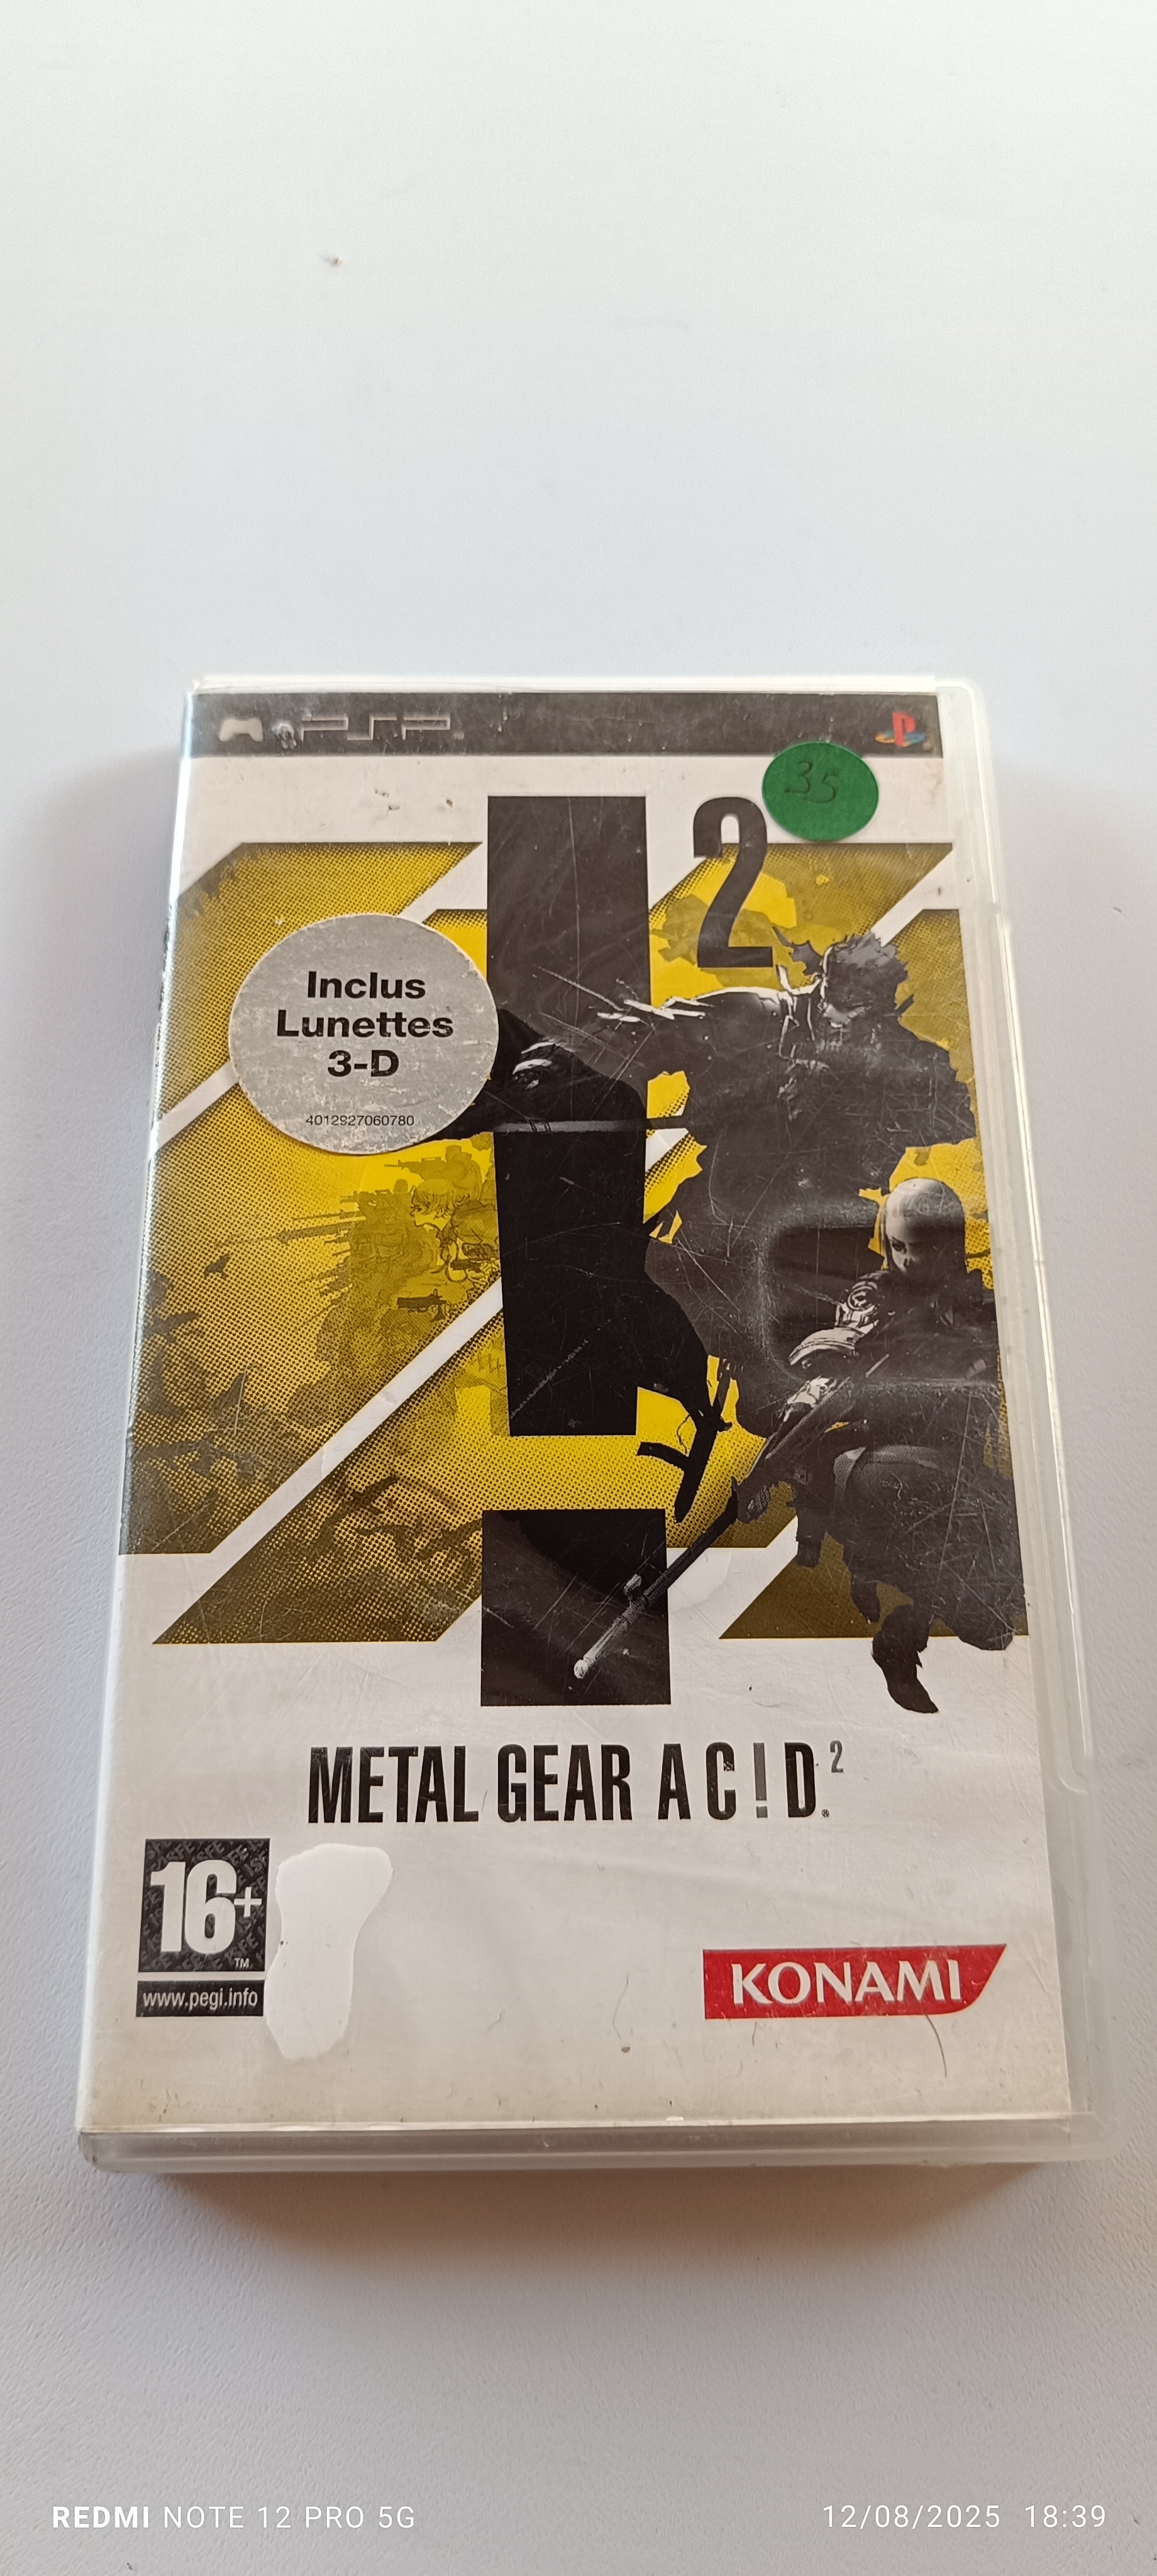 PSP
35
2
Inclus
Lunettes
3-D
4012927060780
METAL GEAR AC!D²
16+
TM
www.pegi.info
KONAMI
REDMI NOTE 12 PRO 5G
12/08/2025 18:39